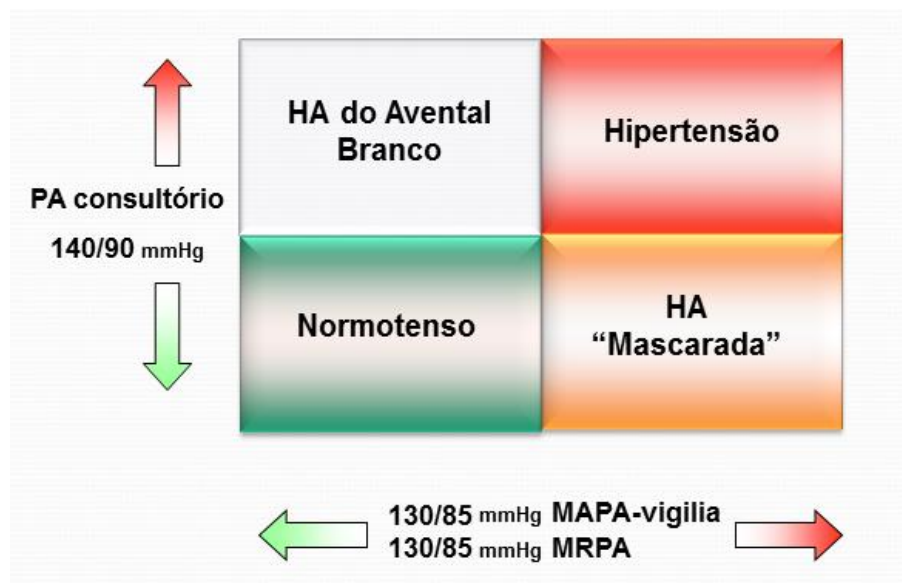 HA do Avental
Branco
Hipertensão
PA consultório
140/90 mmHg
Normotenso
HA
“Mascarada”
130/85 mmHg MAPA-vigilia
130/85 mmHg MRPA